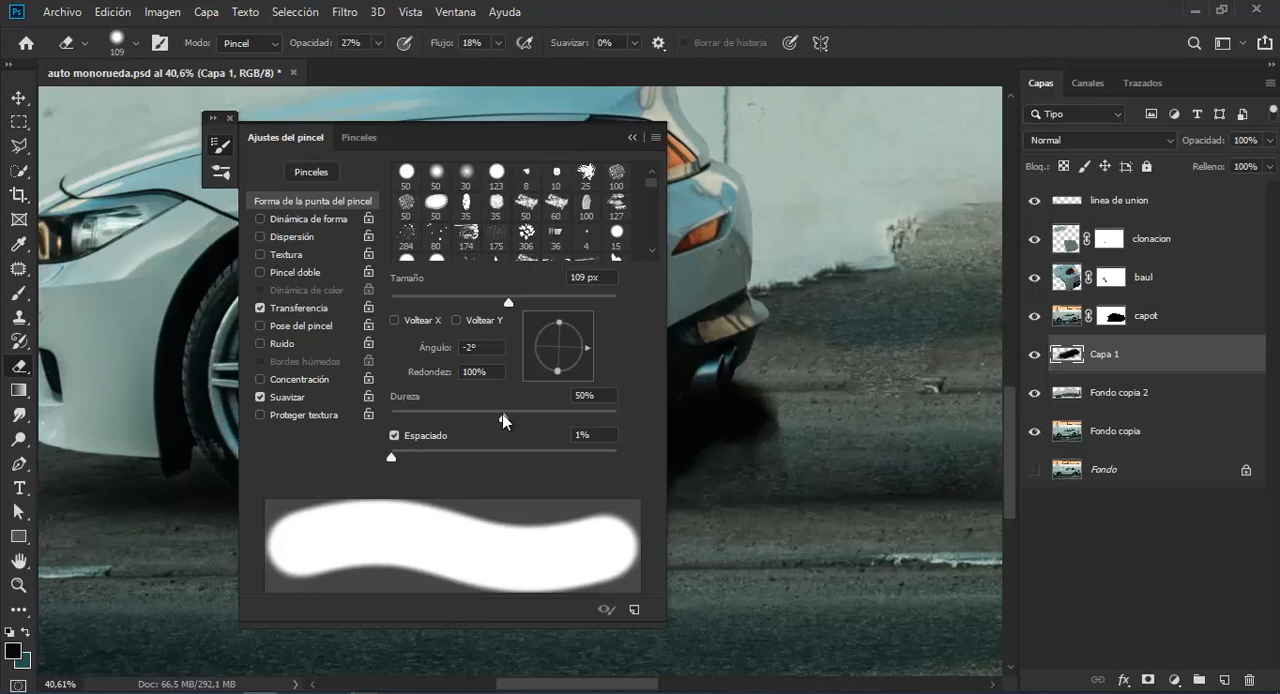 Ps Archivo Edición Imagen Capa Texto Selección Filtro 3D Vista Ventana Ayuda
109 Modo: Pincel Opacidad: 27% Flujo: 18% Suavizar: 0% Borrar de historia
auto monorueda.psd al 40,6% (Capa 1, RGB/8) *
Ajustes del pincel Pinceles
Pinceles
50 50 30 123 8 10 25 100
50 50 35 35 50 50 100 127
284 80 174 175 306 36 4 15
Forma de la punta del pincel
Dinámica de forma
Dispersión
Textura
Pincel doble
Dinámica de color
Transferencia
Pose del pincel
Ruido
Bordes húmedos
Concentración
Suavizar
Proteger textura
Tamaño 109 px
Voltear X Voltear Y
Ángulo: -2º
Redondez: 100%
Dureza 50%
Espaciado 1%
Capas Canales Trazados
Tipo
Normal Opacidad: 100%
Bloq.: Relleno: 100%
linea de union
clonacion
baul
capot
Capa 1
Fondo copia 2
Fondo copia
Fondo
fx
40,61% Doc: 66,5 MB/292,1 MB